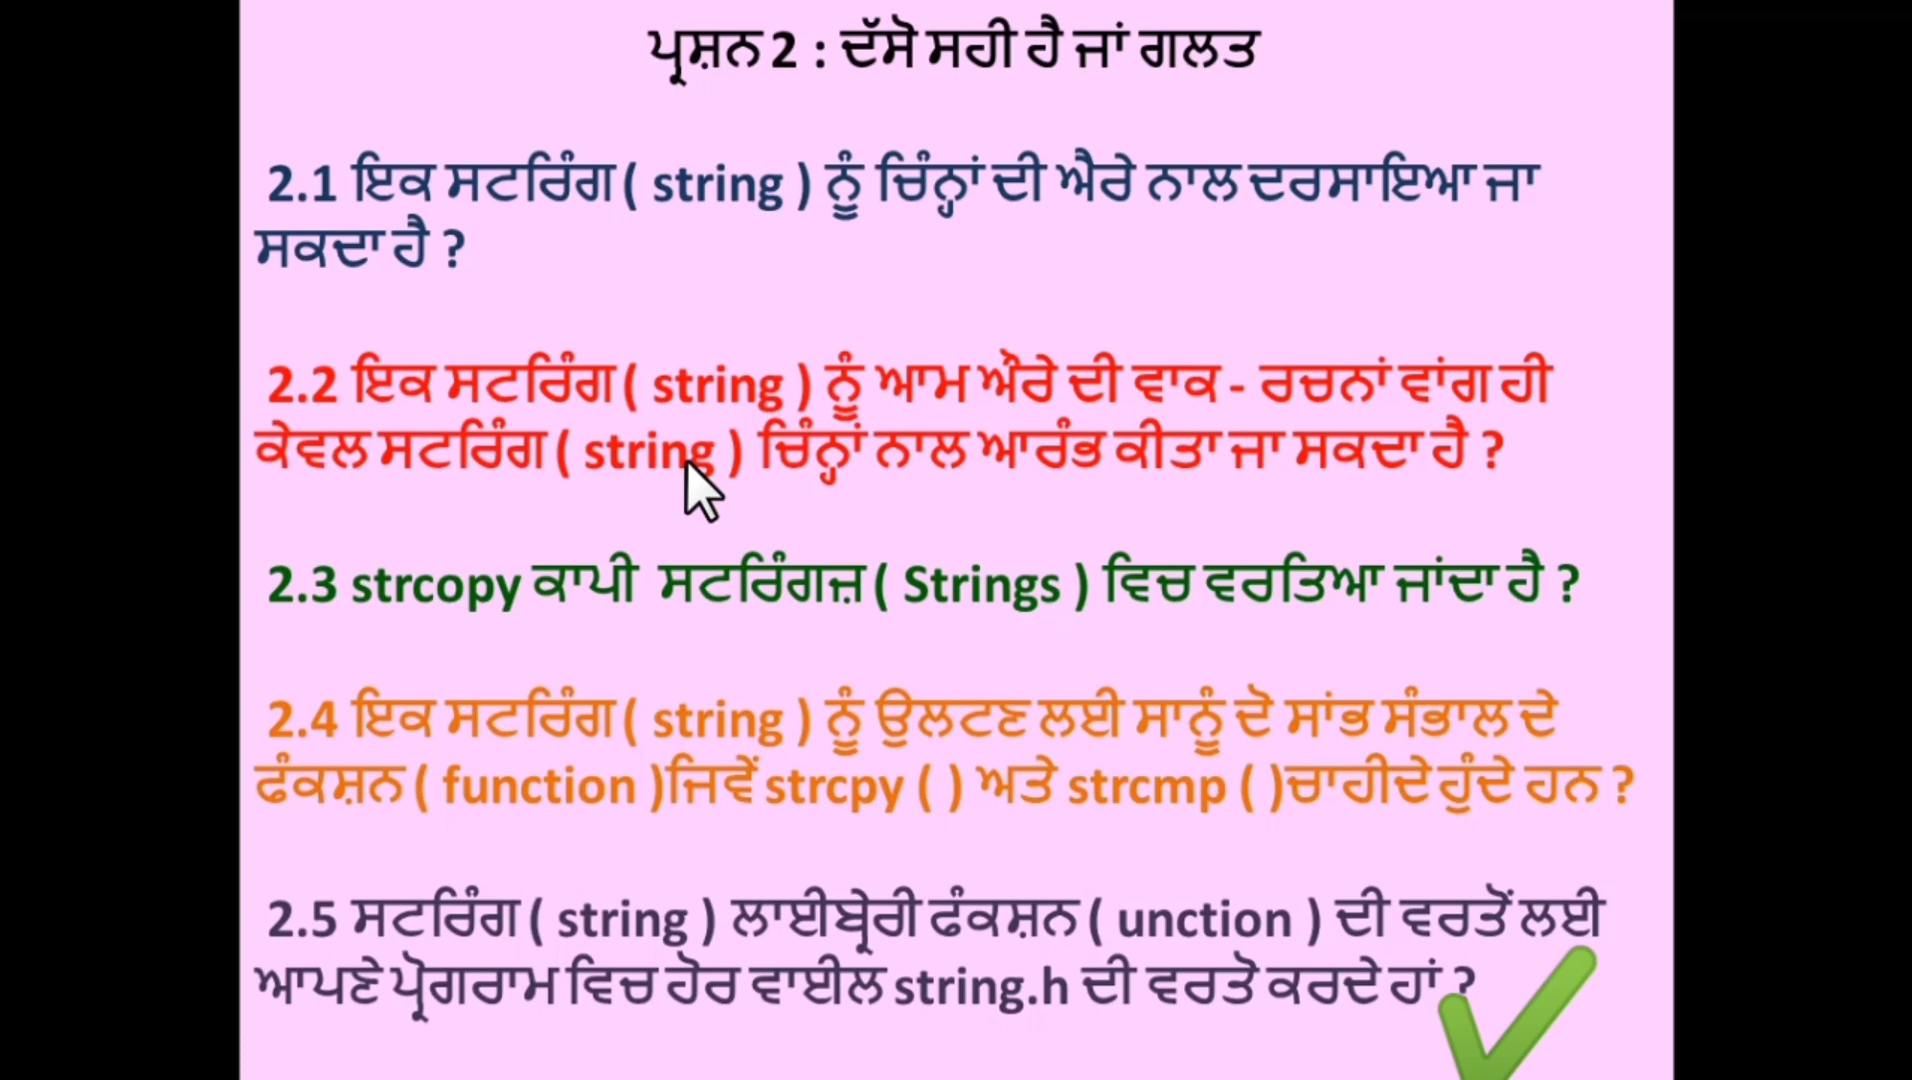 ਪ੍ਰਸ਼ਨ 2 : ਦੱਸੋ ਸਹੀ ਹੈ ਜਾਂ ਗਲਤ
2.1 ਇਕ ਸਟਰਿੰਗ ( string ) ਨੂੰ ਚਿੰਨ੍ਹਾਂ ਦੀ ਐਰੇ ਨਾਲ ਦਰਸਾਇਆ ਜਾ
ਸਕਦਾ ਹੈ ?
2.2 ਇਕ ਸਟਰਿੰਗ ( string ) ਨੂੰ ਆਮ ਔਰੇ ਦੀ ਵਾਕ - ਰਚਨਾਂ ਵਾਂਗ ਹੀ
ਕੇਵਲ ਸਟਰਿੰਗ ( string ) ਚਿੰਨ੍ਹਾਂ ਨਾਲ ਆਰੰਭ ਕੀਤਾ ਜਾ ਸਕਦਾ ਹੈ ?
2.3 strcopy ਕਾਪੀ ਸਟਰਿੰਗਜ਼ ( Strings ) ਵਿਚ ਵਰਤਿਆ ਜਾਂਦਾ ਹੈ ?
2.4 ਇਕ ਸਟਰਿੰਗ ( string ) ਨੂੰ ਉਲਟਣ ਲਈ ਸਾਨੂੰ ਦੋ ਸਾਂਭ ਸੰਭਾਲ ਦੇ
ਫੰਕਸ਼ਨ ( function )ਜਿਵੇਂ strcpy ( ) ਅਤੇ strcmp ( )ਚਾਹੀਦੇ ਹੁੰਦੇ ਹਨ ?
2.5 ਸਟਰਿੰਗ ( string ) ਲਾਈਬ੍ਰੇਰੀ ਫੰਕਸ਼ਨ ( unction ) ਦੀ ਵਰਤੋਂ ਲਈ
ਆਪਣੇ ਪ੍ਰੋਗਰਾਮ ਵਿਚ ਹੋਰ ਵਾਈਲ string.h ਦੀ ਵਰਤੋ ਕਰਦੇ ਹਾਂ ?